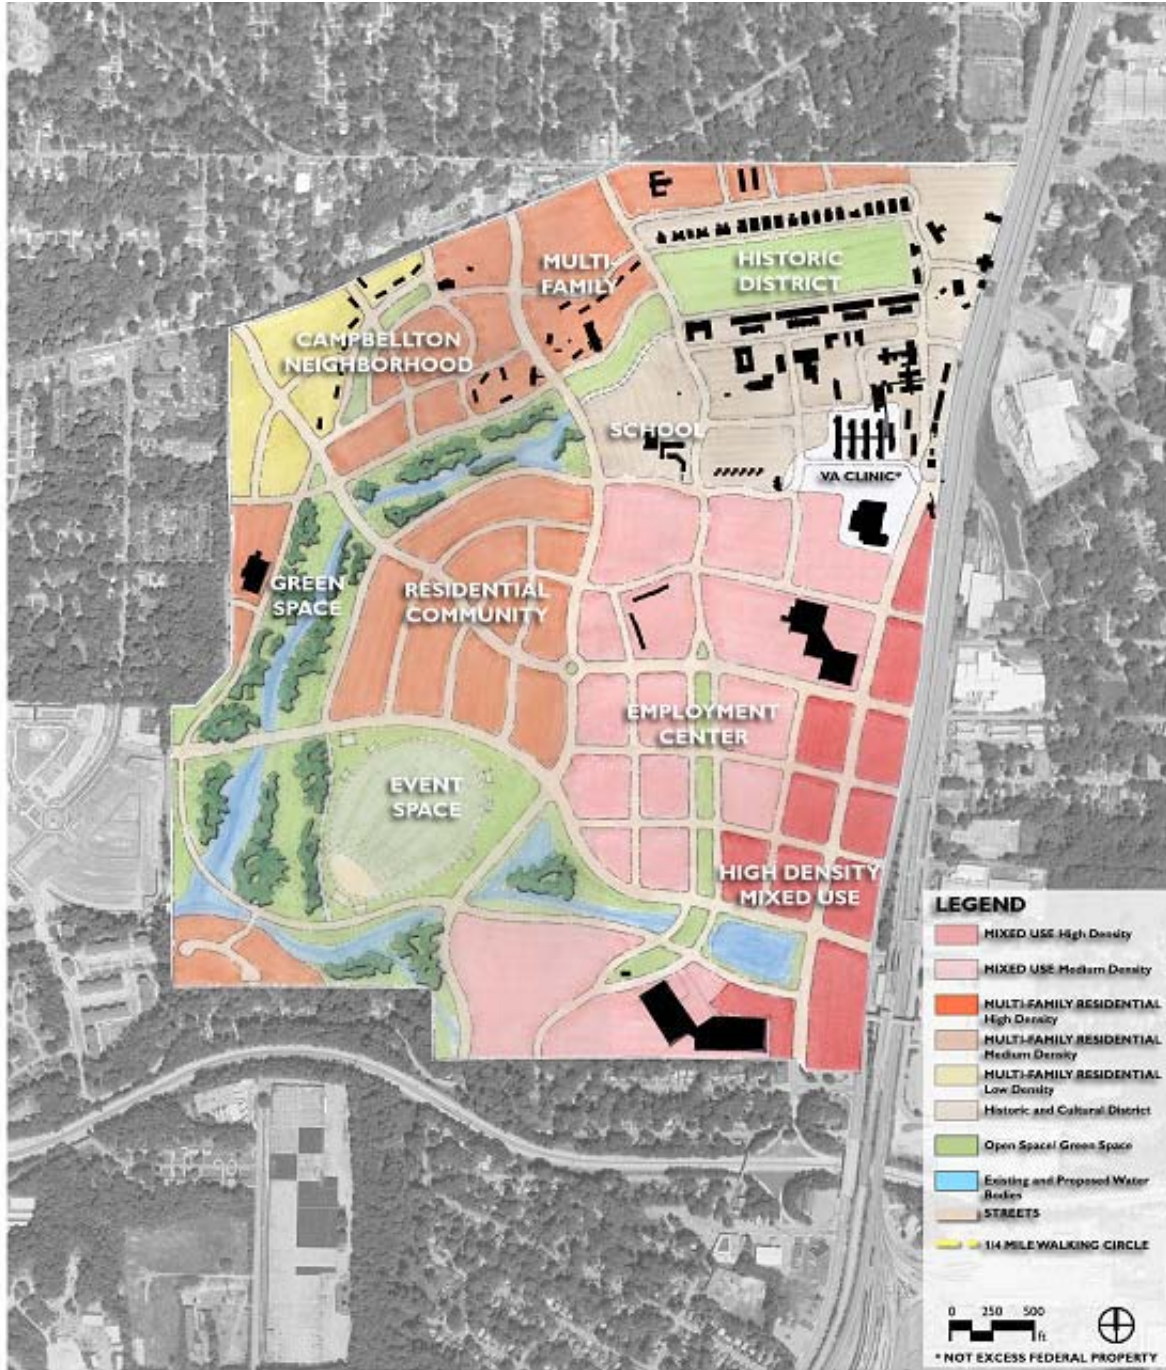 MULTI-
FAMILY
HISTORIC
DISTRICT
CAMPBELLTON
NEIGHBORHOOD
SCHOOL
VA CLINIC*
GREEN
SPACE
RESIDENTIAL
COMMUNITY
EMPLOYMENT
CENTER
EVENT
SPACE
HIGH DENSITY
MIXED USE
LEGEND
MIXED USE High Density
MIXED USE Medium Density
MULTI-FAMILY RESIDENTIAL
High Density
MULTI-FAMILY RESIDENTIAL
Medium Density
MULTI-FAMILY RESIDENTIAL
Low Density
Historic and Cultural District
Open Space/ Green Space
Existing and Proposed Water
Bodies
STREETS
1/4 MILE WALKING CIRCLE
0 250 500
ft
* NOT EXCESS FEDERAL PROPERTY